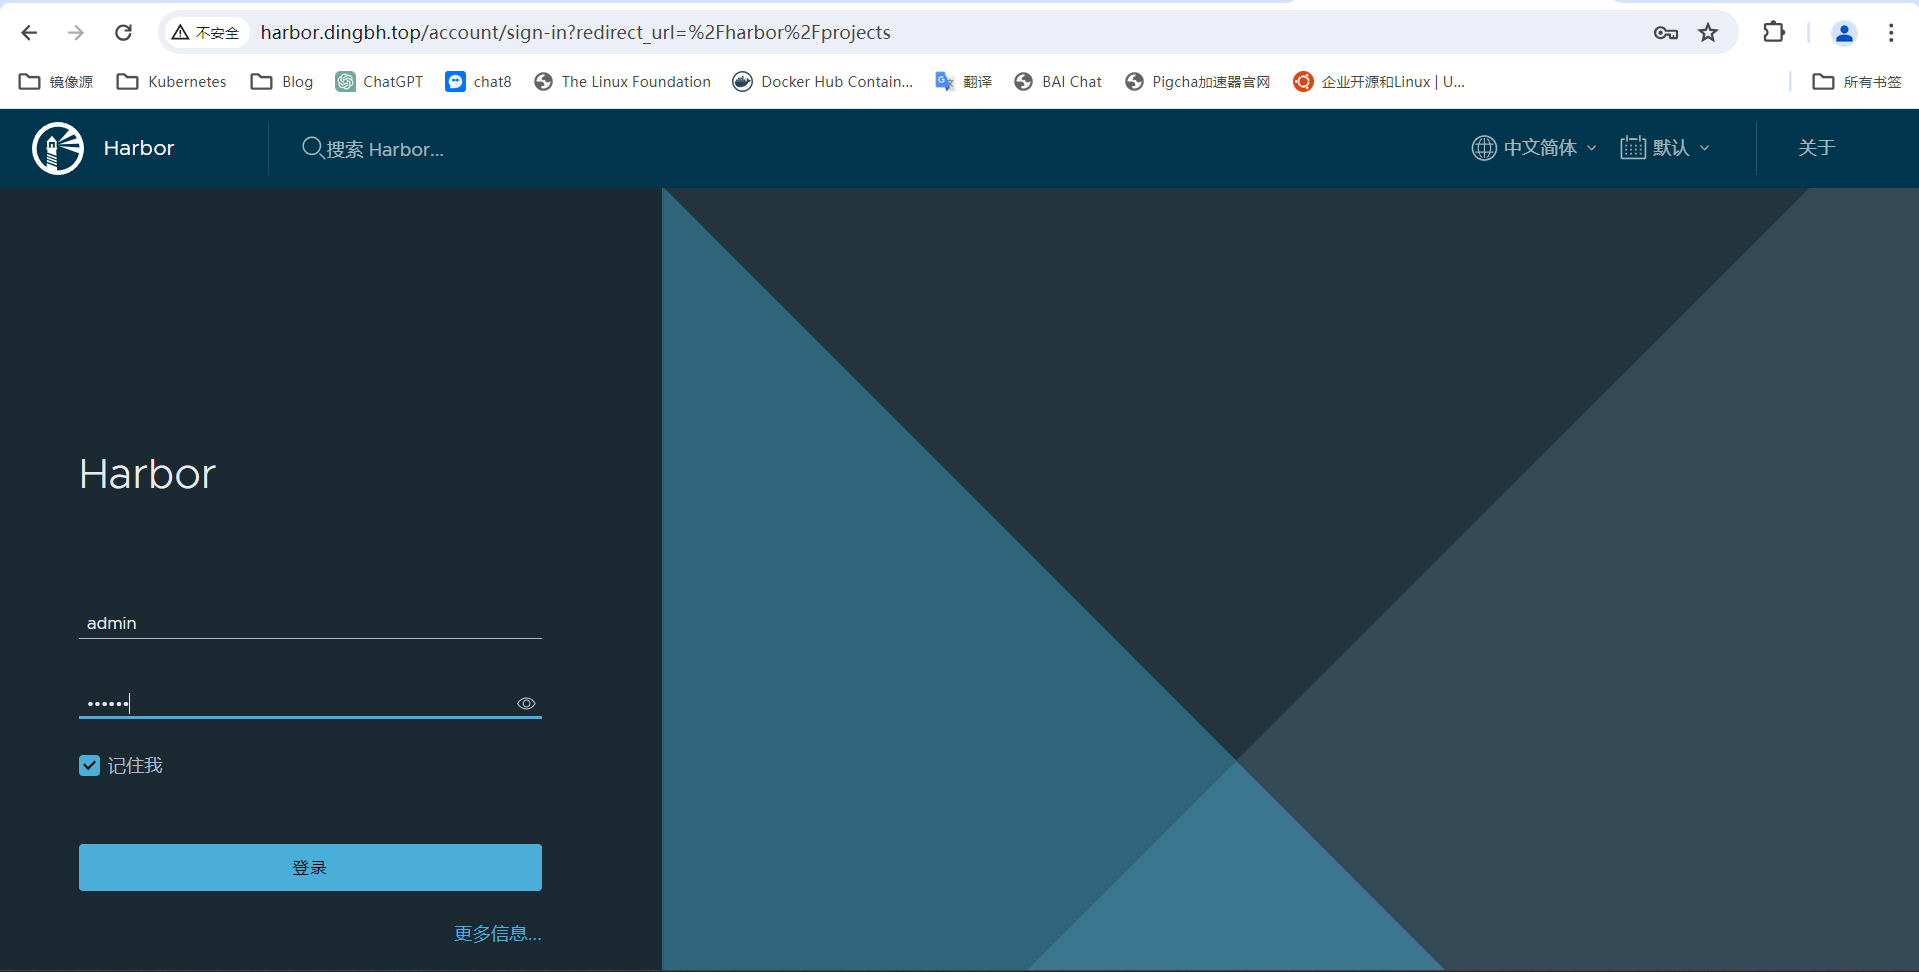 不安全 harbor.dingbh.top/account/sign-in?redirect_url=%2Fharbor%2Fprojects
镜像源 Kubernetes Blog ChatGPT chat8 The Linux Foundation Docker Hub Contain... 翻译 BAI Chat Pigcha加速器官网 企业开源和Linux | U... 所有书签
Harbor 搜索 Harbor... 中文简体 默认 关于
Harbor
admin
••••••
记住我
登录
更多信息...